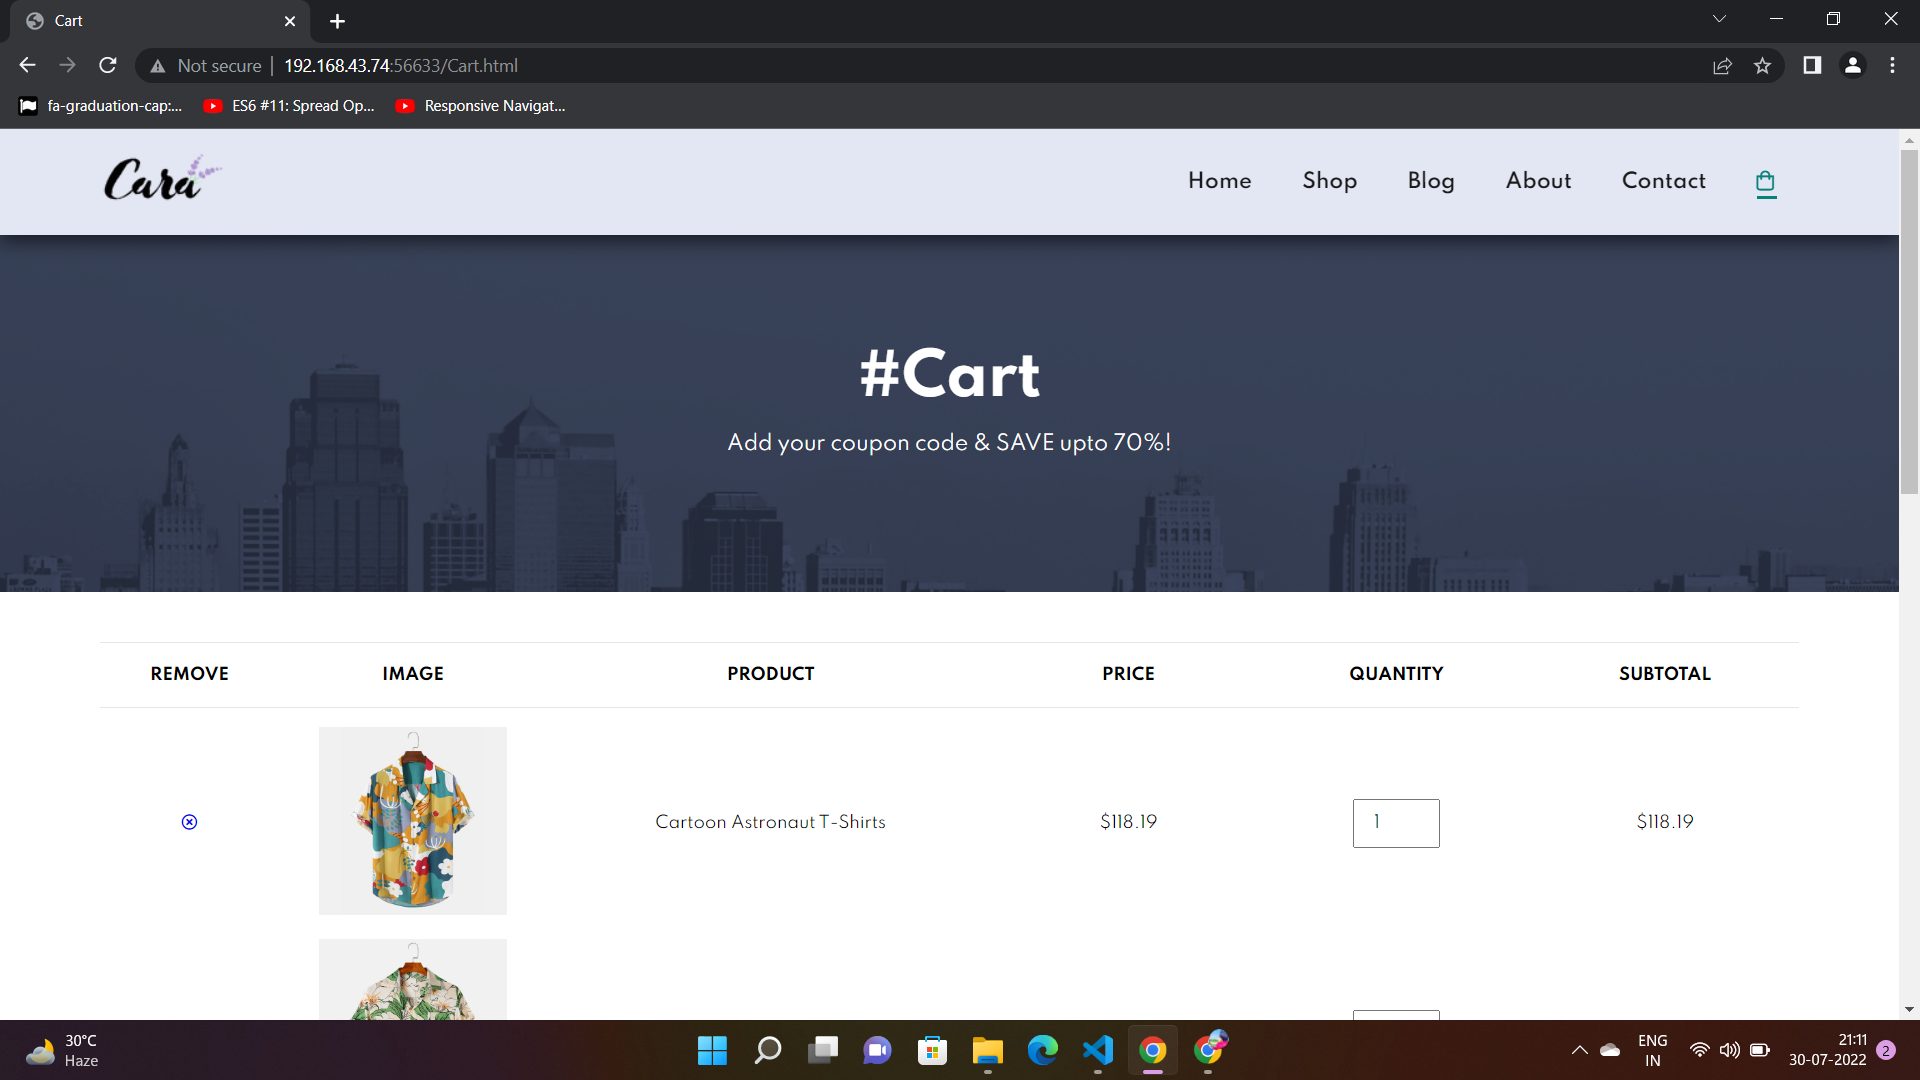 Cart
Not secure
192.168.43.74:56633/Cart.html
fa-graduation-cap:...
ES6 #11: Spread Op...
Responsive Navigat...
Cara
Home
Shop
Blog
About
Contact
#Cart
Add your coupon code & SAVE upto 70%!
REMOVE
IMAGE
PRODUCT
PRICE
QUANTITY
SUBTOTAL
Cartoon Astronaut T-Shirts
$118.19
1
$118.19
30°C
Haze
ENG
IN
21:11
30-07-2022
2